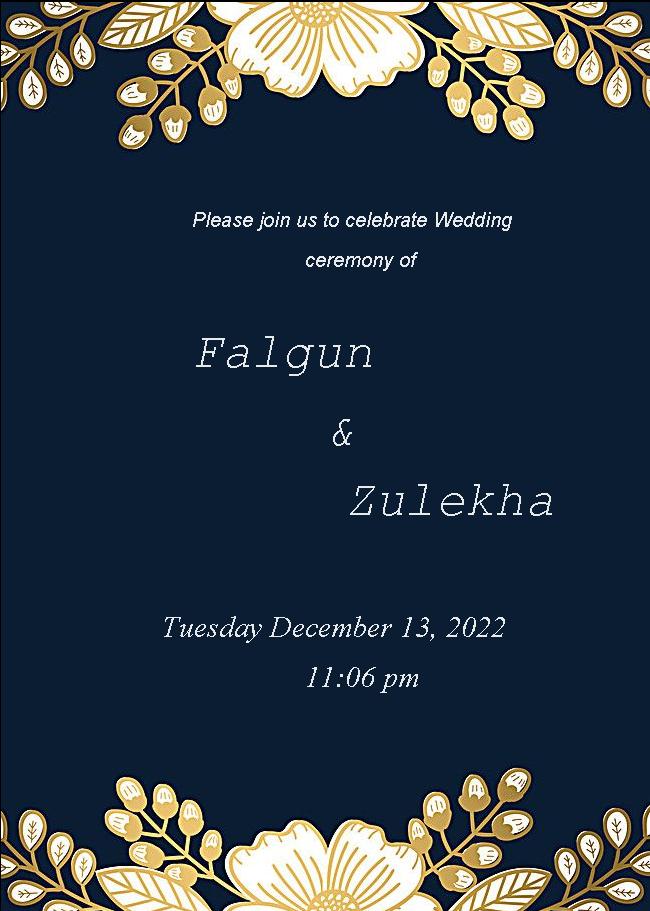 Please join us to celebrate Wedding
ceremony of
Falgun
&
Zulekha
Tuesday December 13, 2022
11:06 pm